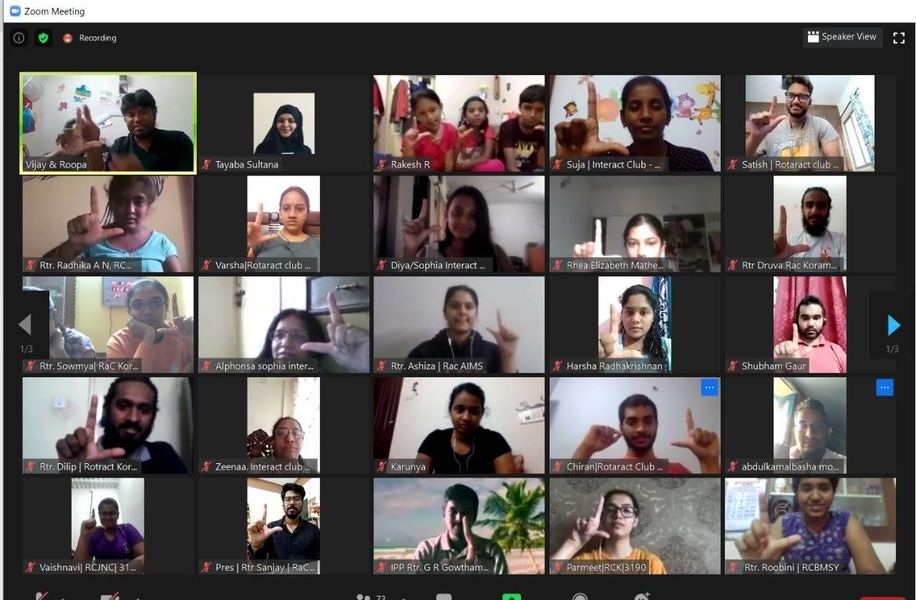 Zoom Meeting
Recording
Speaker View
Vijay & Roopa
Tayaba Sultana
Rakesh R
Suja | Interact Club - ...
Satish | Rotaract club ...
Rtr. Radhika A N, RC...
Varsha|Rotaract club ...
Diya/Sophia Interact ...
Rhea Elizabeth Mathe...
Rtr Druva Rac Koram...
1/3
1/3
Rtr. Sowmya| RaC Kor...
Alphonsa sophia inter...
Rtr. Ashiza | Rac AIMS
Harsha Radhakrishnan
Shubham Gaur
Rtr. Dilip | Rotract Kor...
Zeenaa. Interact club ...
Karunya
Chiran|Rotaract Club ...
abdulkamalbasha mo...
Vaishnavi| RCJNC| 31...
Pres | Rtr Sanjay | RaC...
IPP Rtr. G R Gowtham...
Parmeet|RCK|3190
Rtr. Roobini | RCBMSY
73